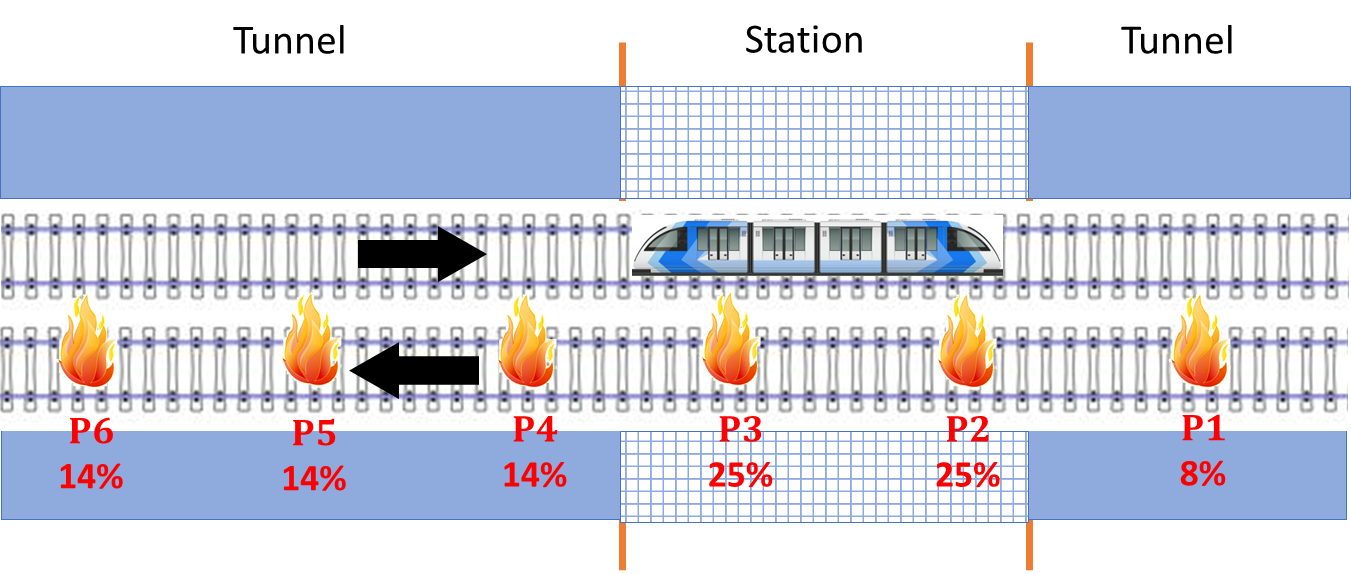 Tunnel Station Tunnel
P6 P5 P4 P3 P2 P1
14% 14% 14% 25% 25% 8%